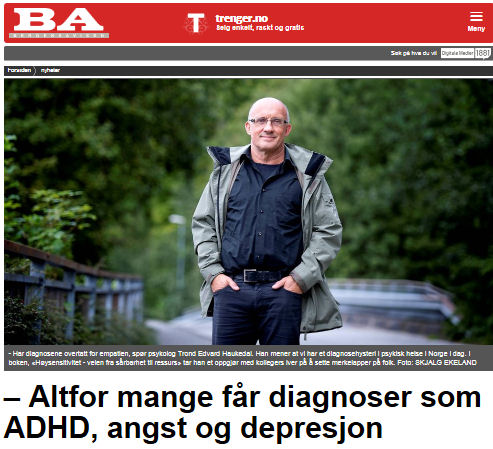 BA
BERGENSAVISEN
trenger.no
Selg enkelt, raskt og gratis
Meny
Søk gå hva du vil
Digitale Medier
1881
Forsiden
nyheter
- Har diagnosene overtatt for empatien, spør psykolog Trond Edvard Haukedal. Han mener at vi har et diagnosehysteri i psykisk helse i Norge i dag. I
boken, «Høysensitivitet - veien fra sårbarhet til ressurs» tar han et oppgjør med kollegers iver på å sette merkelapper på folk. Foto: SKJALG EKELAND
– Altfor mange får diagnoser som
ADHD, angst og depresjon